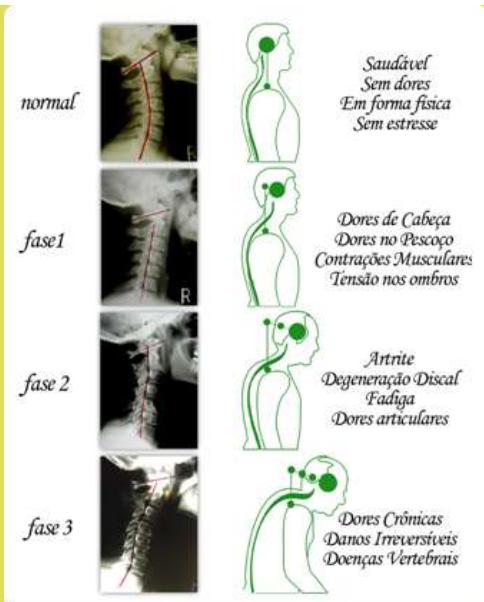 normal
Saudável
Sem dores
Em forma física
Sem estresse
fase1
R
Dores de Cabeça
Dores no Pescoço
Contrações Musculares
Tensão nos ombros
fase 2
Artrite
Degeneração Discal
Fadiga
Dores articulares
fase 3
Dores Crônicas
Danos Irreversíveis
Doenças Vertebrais